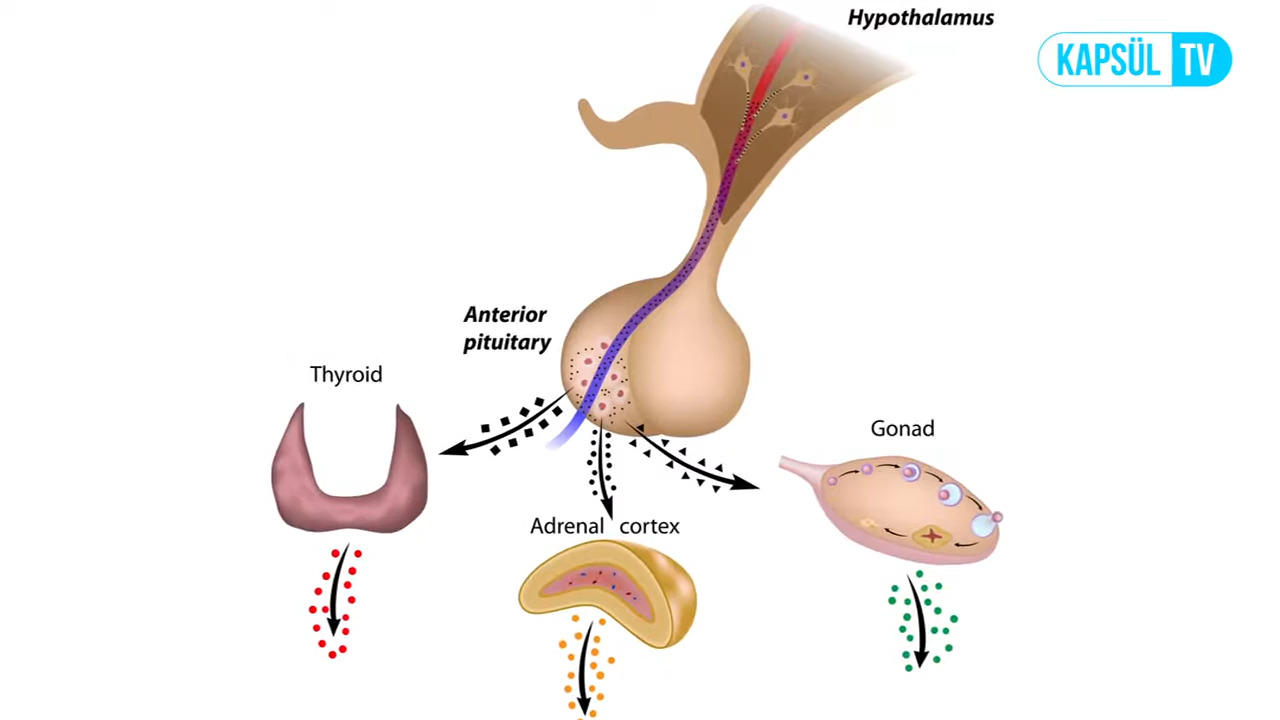 Hypothalamus
KAPSÜL TV
Anterior
pituitary
Thyroid
Gonad
Adrenal cortex